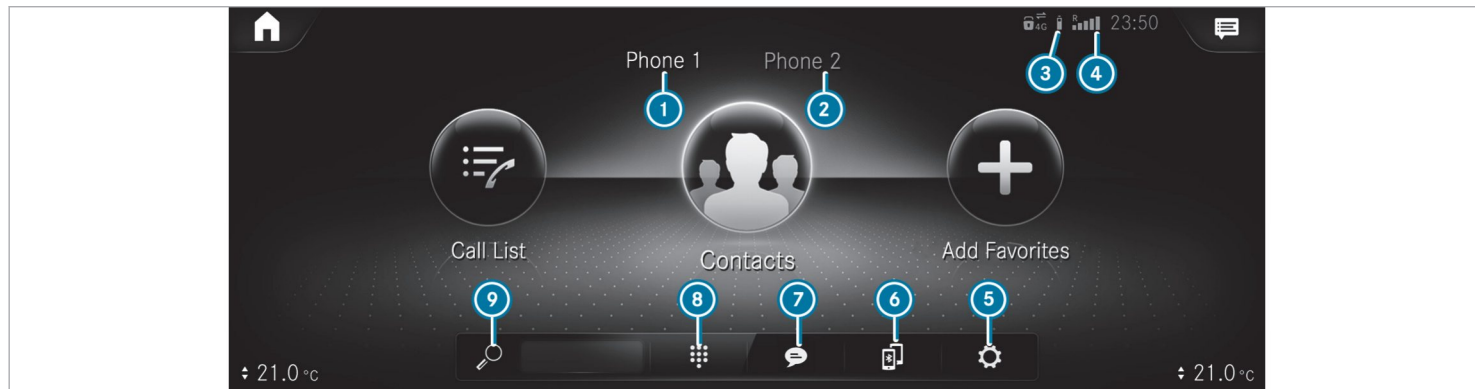 4G R 23:50
Phone 1 Phone 2
3 4
1 2
Call List Contacts Add Favorites
9 8 7 6 5
21.0 °C 21.0 °C